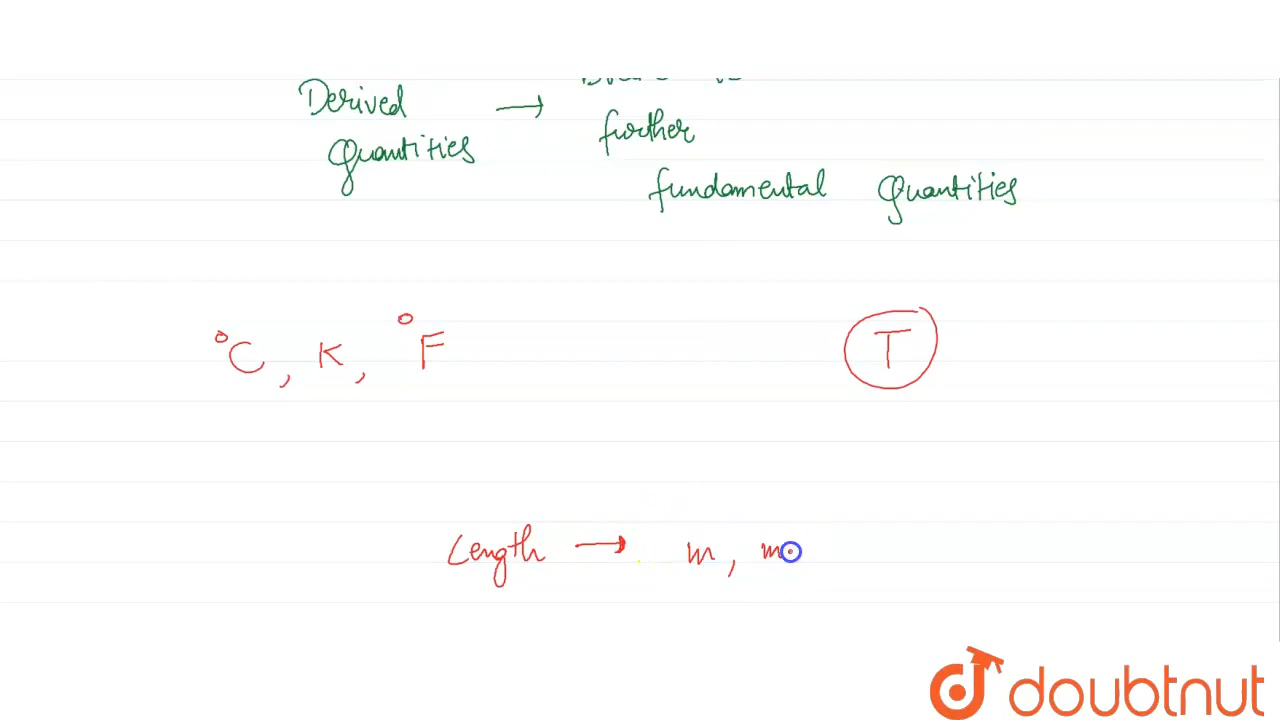 Derived →
further
Quantities
fundamental Quantities
°C, K, °F T
Length → m, m
doubtnut